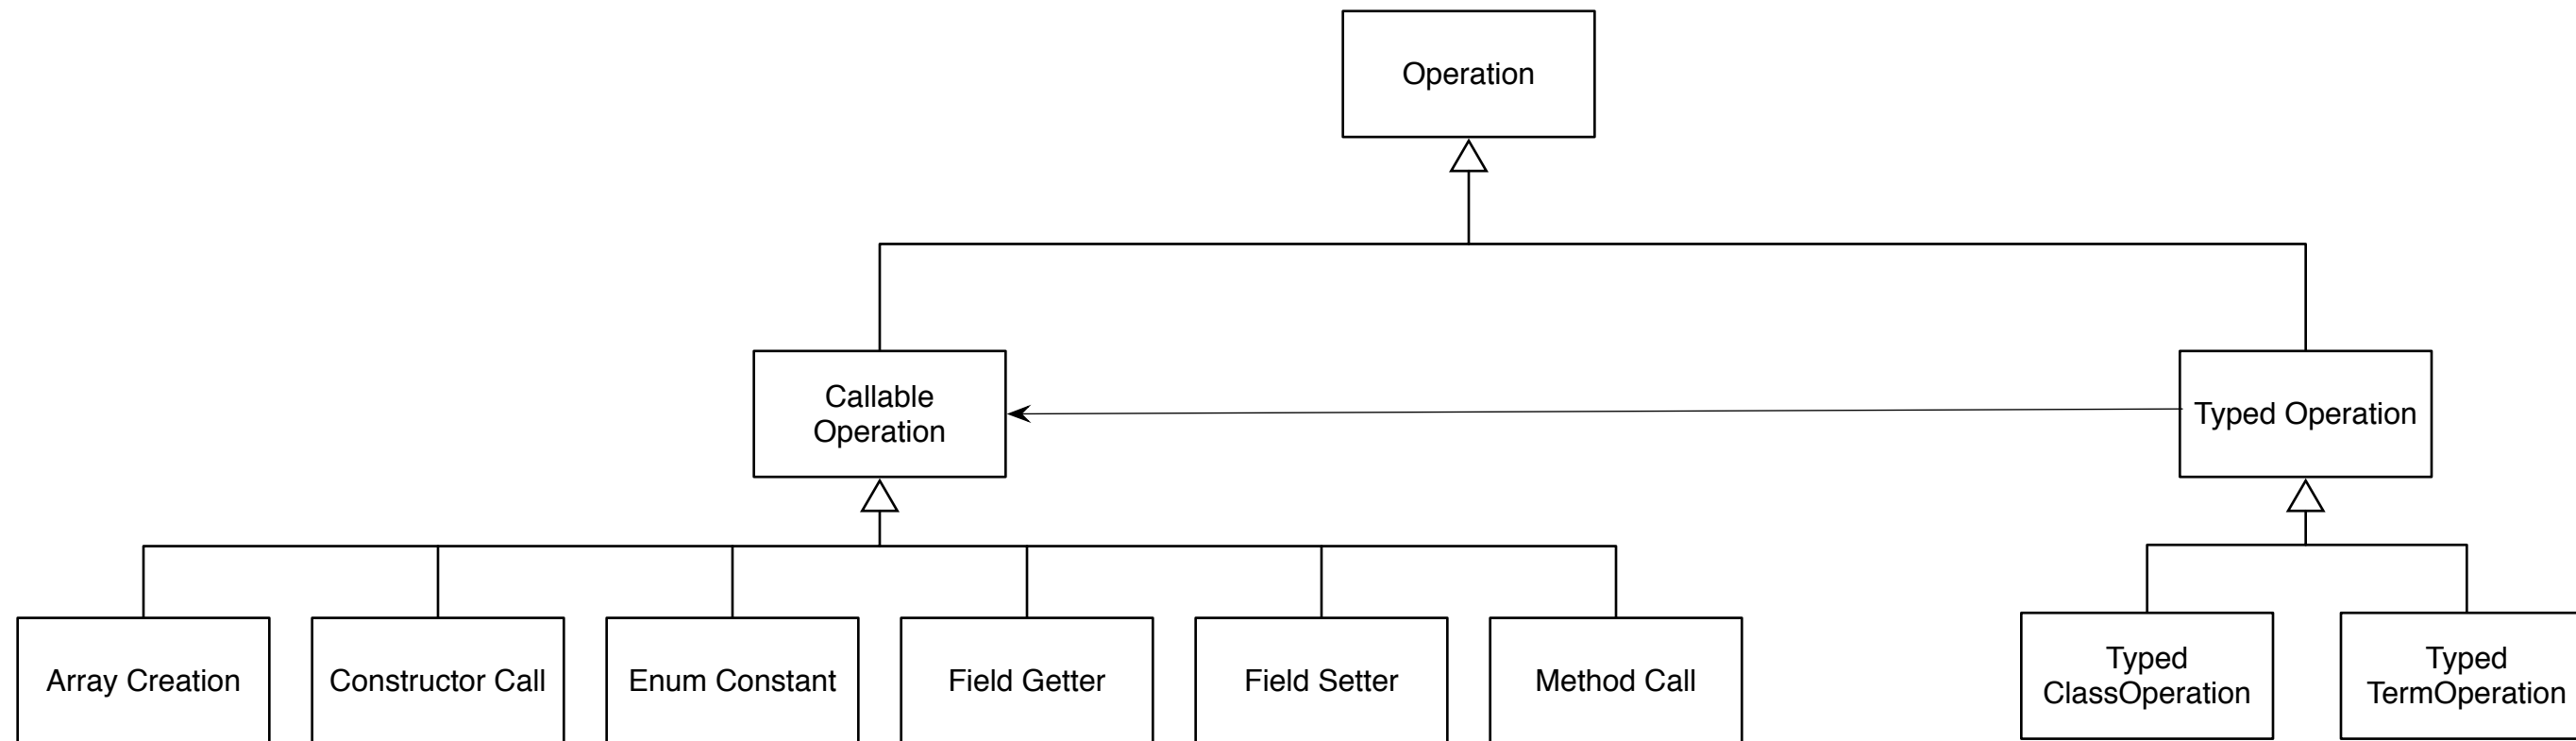 Operation
Callable
Operation
Typed Operation
Array Creation
Constructor Call
Enum Constant
Field Getter
Field Setter
Method Call
Typed
ClassOperation
Typed
TermOperation